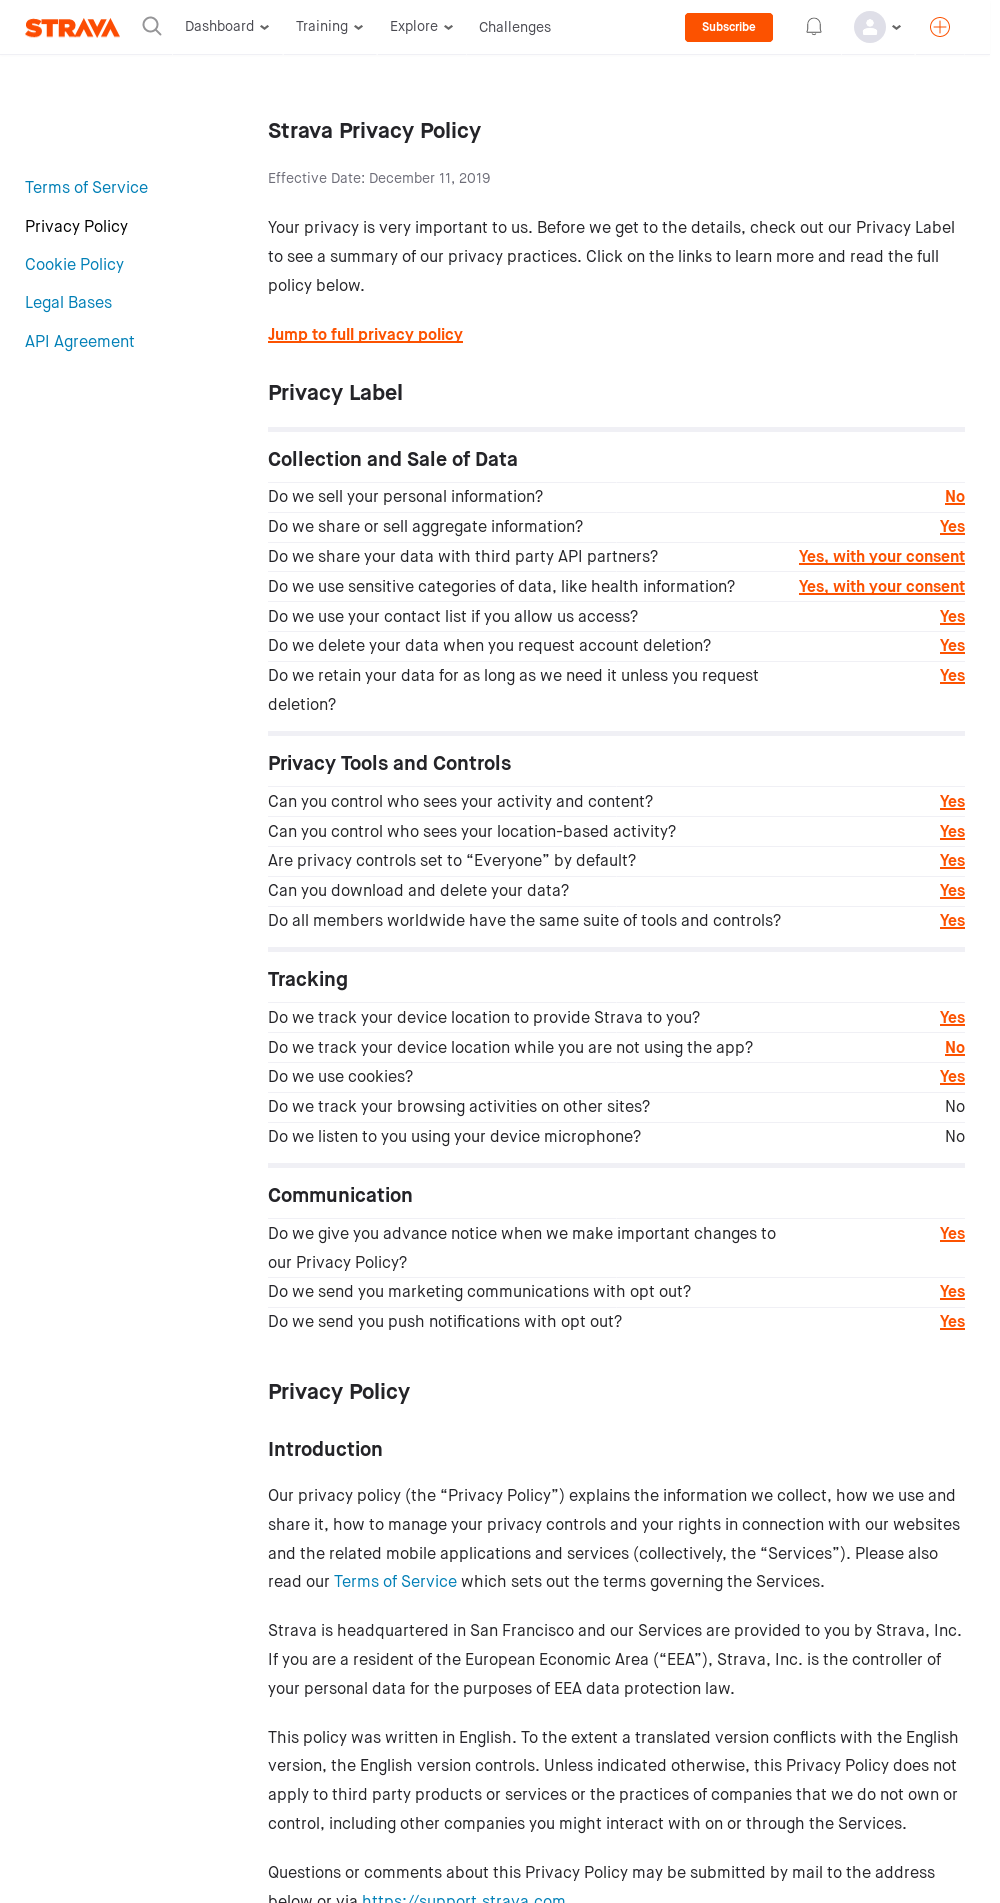 STRAVA Dashboard Training Explore Challenges Subscribe
Strava Privacy Policy
Effective Date: December 11, 2019
Terms of Service
Privacy Policy
Cookie Policy
Legal Bases
API Agreement
Your privacy is very important to us. Before we get to the details, check out our Privacy Label
to see a summary of our privacy practices. Click on the links to learn more and read the full
policy below.
Jump to full privacy policy
Privacy Label
Collection and Sale of Data
Do we sell your personal information? No
Do we share or sell aggregate information? Yes
Do we share your data with third party API partners? Yes, with your consent
Do we use sensitive categories of data, like health information? Yes, with your consent
Do we use your contact list if you allow us access? Yes
Do we delete your data when you request account deletion? Yes
Do we retain your data for as long as we need it unless you request Yes
deletion?
Privacy Tools and Controls
Can you control who sees your activity and content? Yes
Can you control who sees your location-based activity? Yes
Are privacy controls set to “Everyone” by default? Yes
Can you download and delete your data? Yes
Do all members worldwide have the same suite of tools and controls? Yes
Tracking
Do we track your device location to provide Strava to you? Yes
Do we track your device location while you are not using the app? No
Do we use cookies? Yes
Do we track your browsing activities on other sites? No
Do we listen to you using your device microphone? No
Communication
Do we give you advance notice when we make important changes to Yes
our Privacy Policy?
Do we send you marketing communications with opt out? Yes
Do we send you push notifications with opt out? Yes
Privacy Policy
Introduction
Our privacy policy (the “Privacy Policy”) explains the information we collect, how we use and
share it, how to manage your privacy controls and your rights in connection with our websites
and the related mobile applications and services (collectively, the “Services”). Please also
read our Terms of Service which sets out the terms governing the Services.
Strava is headquartered in San Francisco and our Services are provided to you by Strava, Inc.
If you are a resident of the European Economic Area (“EEA”), Strava, Inc. is the controller of
your personal data for the purposes of EEA data protection law.
This policy was written in English. To the extent a translated version conflicts with the English
version, the English version controls. Unless indicated otherwise, this Privacy Policy does not
apply to third party products or services or the practices of companies that we do not own or
control, including other companies you might interact with on or through the Services.
Questions or comments about this Privacy Policy may be submitted by mail to the address
below or via https://support.strava.com.